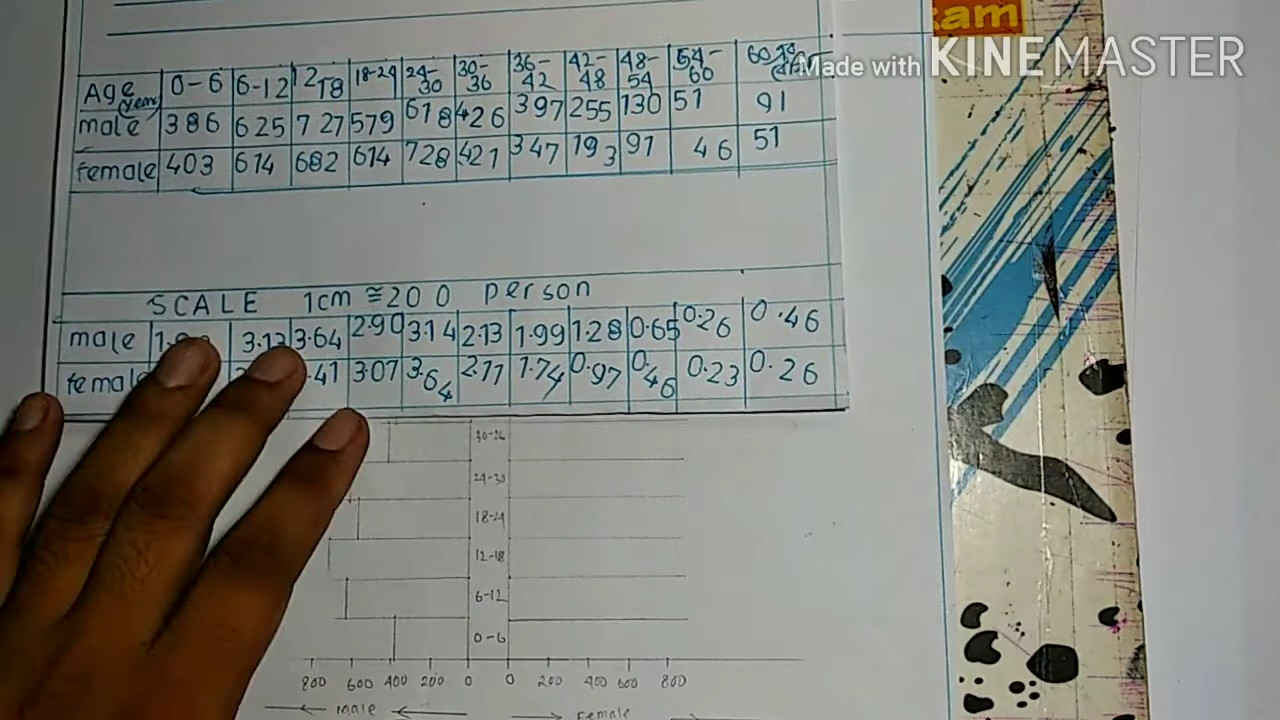 am
Made with KINEMASTER
Age (year) 0-6 6-12 12-18 18-24 24-30 30-36 36-42 42-48 48-54 54-60 60
male 386 625 727 579 618 426 397 255 130 51 91
female 403 614 682 614 728 421 347 193 91 46 51
SCALE 1cm ≅ 200 person
male 3.13 3.64 2.90 3.14 2.13 1.99 1.28 0.65 0.26 0.46
female 3.07 3.64 2.11 1.74 0.97 0.46 0.23 0.26
30-36
24-30
18-24
12-18
6-12
0-6
800 600 400 200 0 0 200 400 600 800
male Female